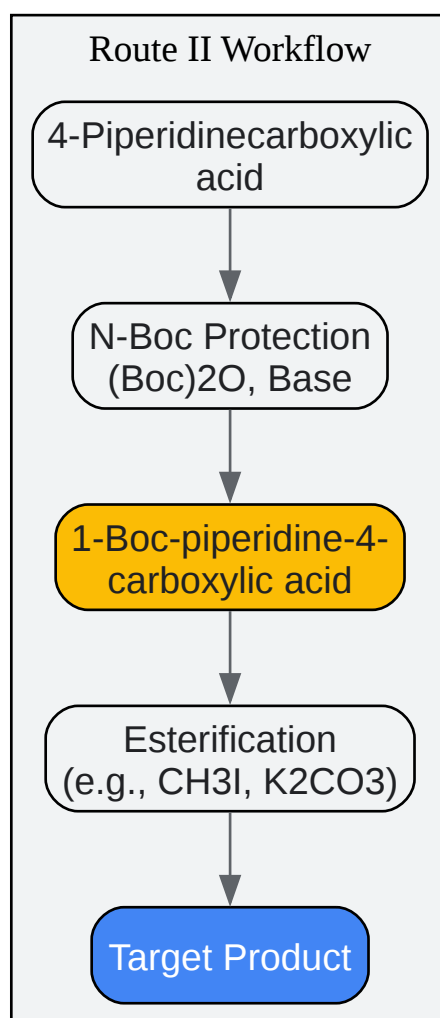 Route II Workflow
4-Piperidinecarboxylic
acid
N-Boc Protection
(Boc)2O, Base
1-Boc-piperidine-4-
carboxylic acid
Esterification
(e.g., CH3I, K2CO3)
Target Product